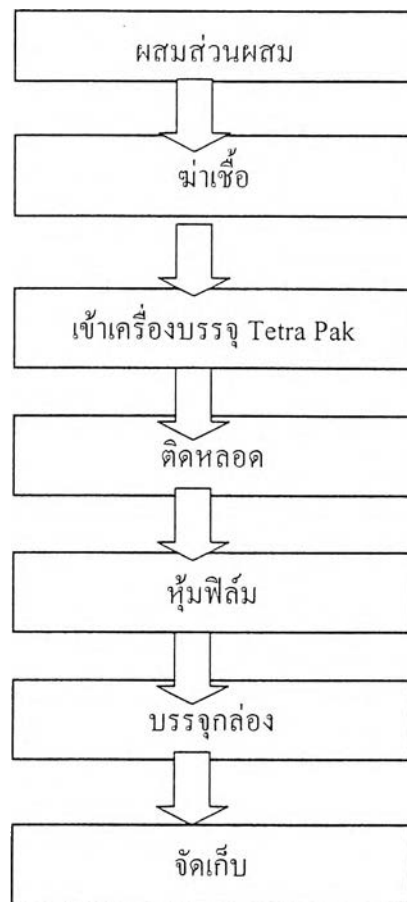 ผสมส่วนผสม
ฆ่าเชื้อ
เข้าเครื่องบรรจุ Tetra Pak
ติดหลอด
หุ้มฟิล์ม
บรรจุกล่อง
จัดเก็บ